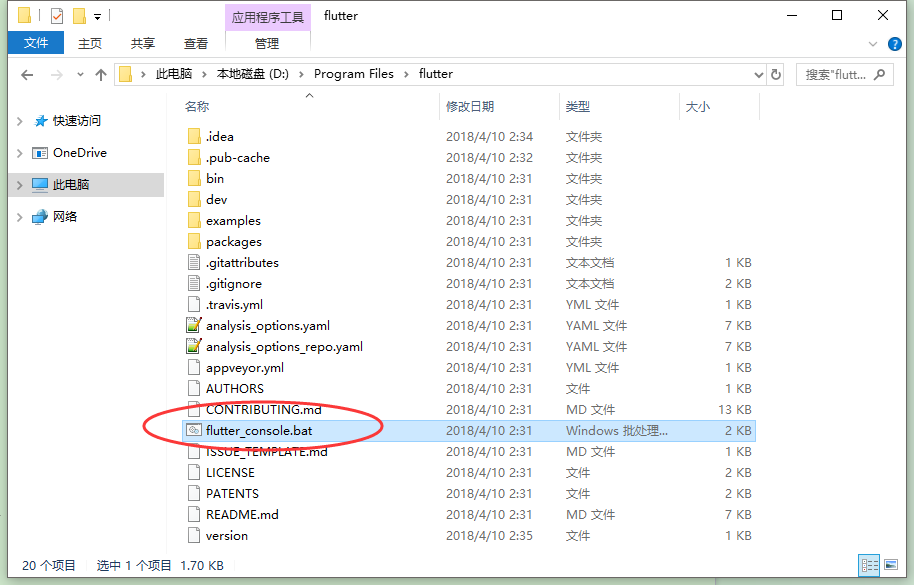 应用程序工具 flutter
文件 主页 共享 查看 管理
此电脑 本地磁盘 (D:) Program Files flutter 搜索"flutt...
名称 修改日期 类型 大小
快速访问
OneDrive
此电脑
网络
.idea 2018/4/10 2:34 文件夹
.pub-cache 2018/4/10 2:32 文件夹
bin 2018/4/10 2:31 文件夹
dev 2018/4/10 2:31 文件夹
examples 2018/4/10 2:31 文件夹
packages 2018/4/10 2:31 文件夹
.gitattributes 2018/4/10 2:31 文本文档 1 KB
.gitignore 2018/4/10 2:31 文本文档 2 KB
.travis.yml 2018/4/10 2:31 YML 文件 1 KB
analysis_options.yaml 2018/4/10 2:31 YAML 文件 7 KB
analysis_options_repo.yaml 2018/4/10 2:31 YAML 文件 7 KB
appveyor.yml 2018/4/10 2:31 YML 文件 1 KB
AUTHORS 2018/4/10 2:31 文件 1 KB
CONTRIBUTING.md 2018/4/10 2:31 MD 文件 13 KB
flutter_console.bat 2018/4/10 2:31 Windows 批处理... 2 KB
ISSUE_TEMPLATE.md 2018/4/10 2:31 MD 文件 1 KB
LICENSE 2018/4/10 2:31 文件 2 KB
PATENTS 2018/4/10 2:31 文件 2 KB
README.md 2018/4/10 2:31 MD 文件 7 KB
version 2018/4/10 2:35 文件 1 KB
20 个项目 选中 1 个项目 1.70 KB